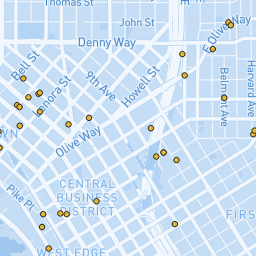 Thomas St
John St
Denny Way
E Olive Way
Bell St
9th Ave
Howell St
Lenora St
Belmont Ave
Harvard Ave
Olive Way
OWN
Pike Pl
CENTRAL
BUSINESS
DISTRICT
FIRS
WEST EDGE